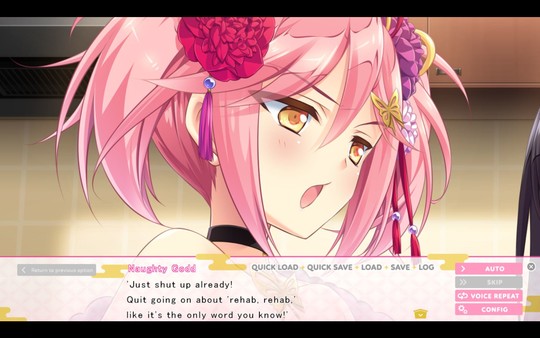 Return to previous option
Naughty Godd
QUICK LOAD
QUICK SAVE
LOAD
SAVE
LOG
'Just shut up already!
Quit going on about 'rehab, rehab,'
like it's the only word you know!'
AUTO
SKIP
VOICE REPEAT
CONFIG